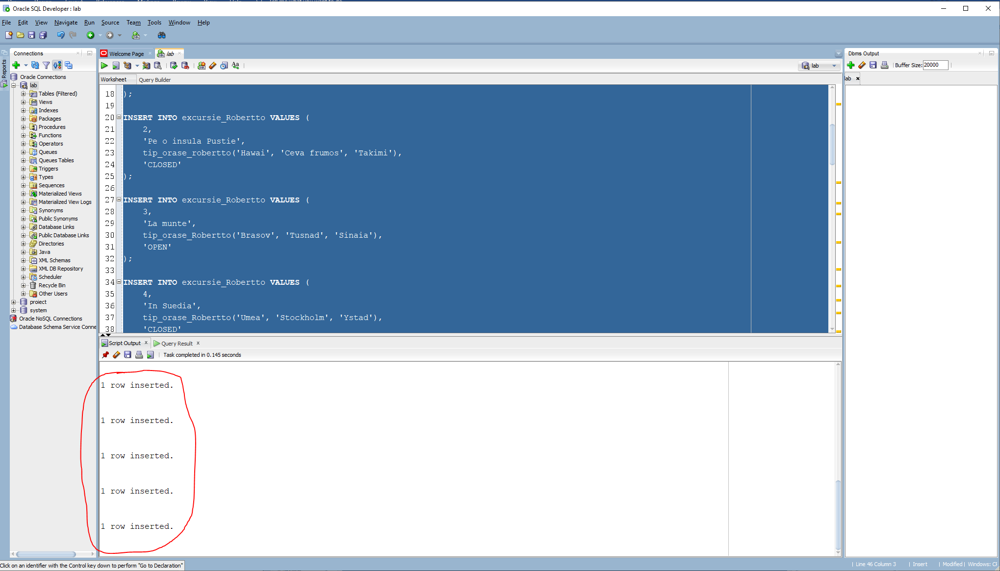 Oracle SQL Developer : lab
File Edit View Navigate Run Source Team Tools Window Help
Reports
Connections
Oracle Connections
lab
Tables (Filtered)
Views
Indexes
Packages
Procedures
Functions
Operators
Queues
Queues Tables
Triggers
Types
Sequences
Materialized Views
Materialized View Logs
Synonyms
Public Synonyms
Database Links
Public Database Links
Directories
Java
XML Schemas
XML DB Repository
Scheduler
Recycle Bin
Other Users
proiect
system
Oracle NoSQL Connections
Database Schema Service Conne
Welcome Page lab
lab
Worksheet Query Builder
18 );
19
20 INSERT INTO excursie_Robertto VALUES (
21 2,
22 'Pe o insula Pustie',
23 tip_orase_robertto('Hawai', 'Ceva frumos', 'Takimi'),
24 'CLOSED'
25 );
26
27 INSERT INTO excursie_Robertto VALUES (
28 3,
29 'La munte',
30 tip_orase_Robertto('Brasov', 'Tusnad', 'Sinaia'),
31 'OPEN'
32 );
33
34 INSERT INTO excursie_Robertto VALUES (
35 4,
36 'In Suedia',
37 tip_orase_Robertto('Umea', 'Stockholm', 'Ystad'),
38 'CLOSED'
Script Output x Query Result x
Task completed in 0.145 seconds
1 row inserted.
1 row inserted.
1 row inserted.
1 row inserted.
1 row inserted.
Dbms Output
Buffer Size: 20000
lab x
Click on an identifier with the Control key down to perform "Go to Declaration"
Line 46 Column 3 | Insert | Modified | Windows: CR